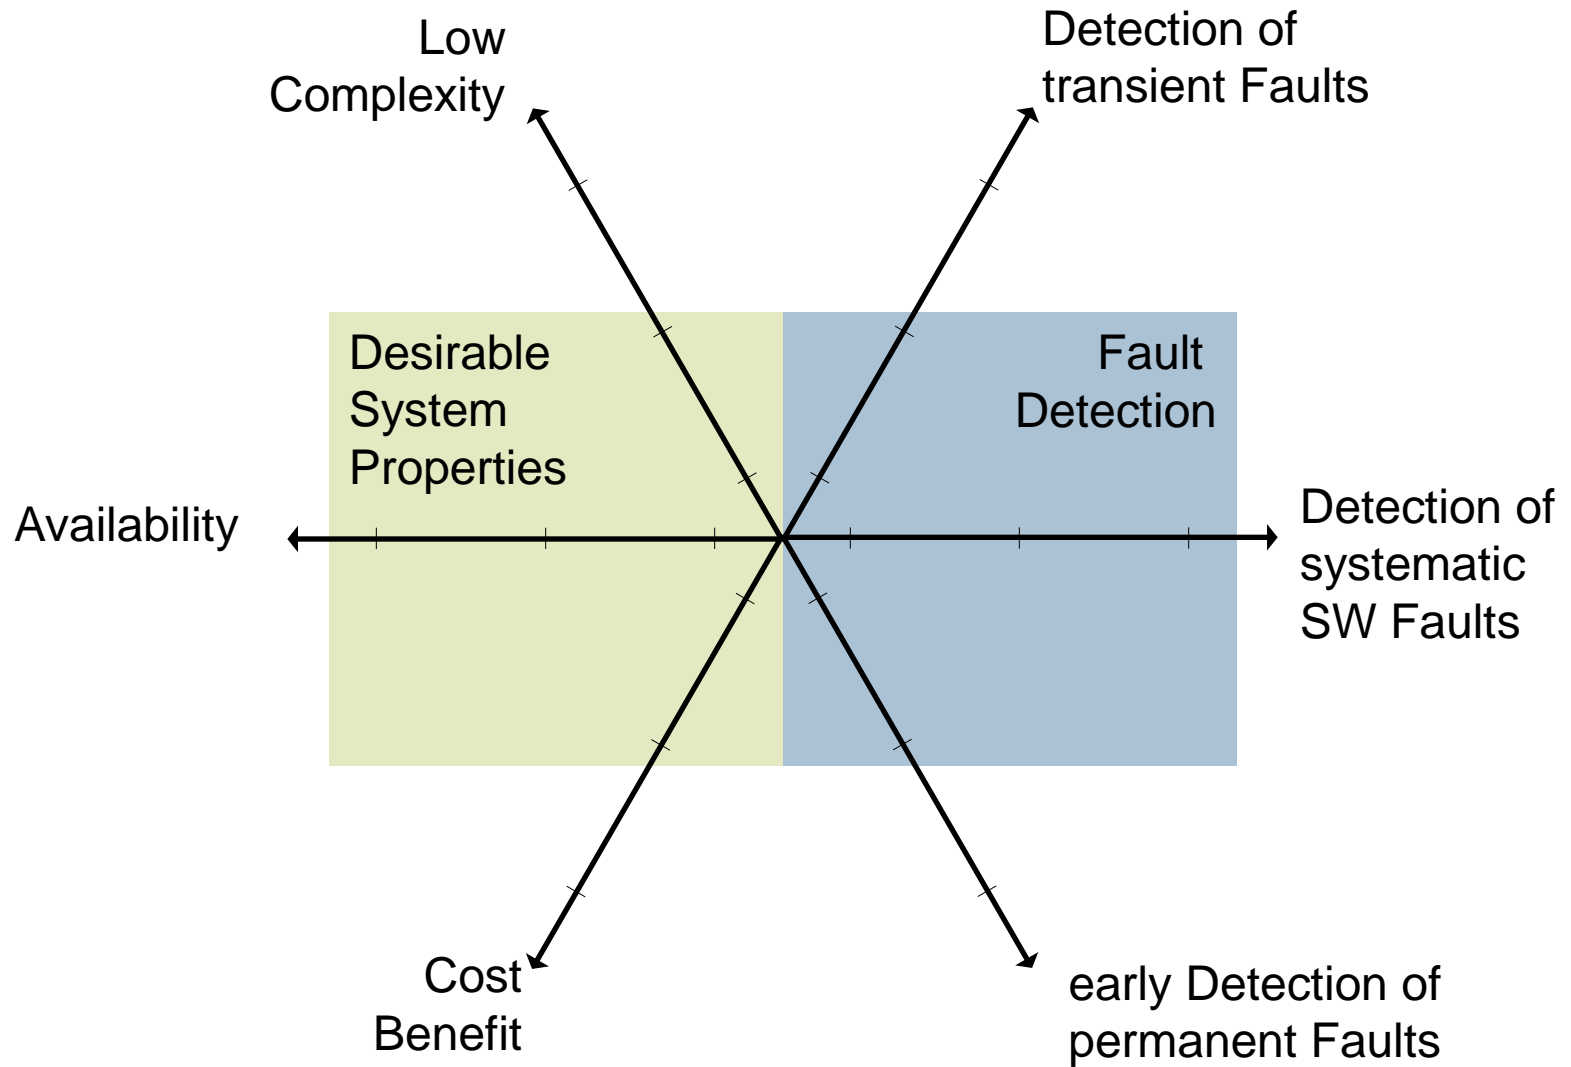 Low
Complexity
Detection of
transient Faults
Desirable
System
Properties
Fault
Detection
Availability
Detection of
systematic
SW Faults
Cost
Benefit
early Detection of
permanent Faults